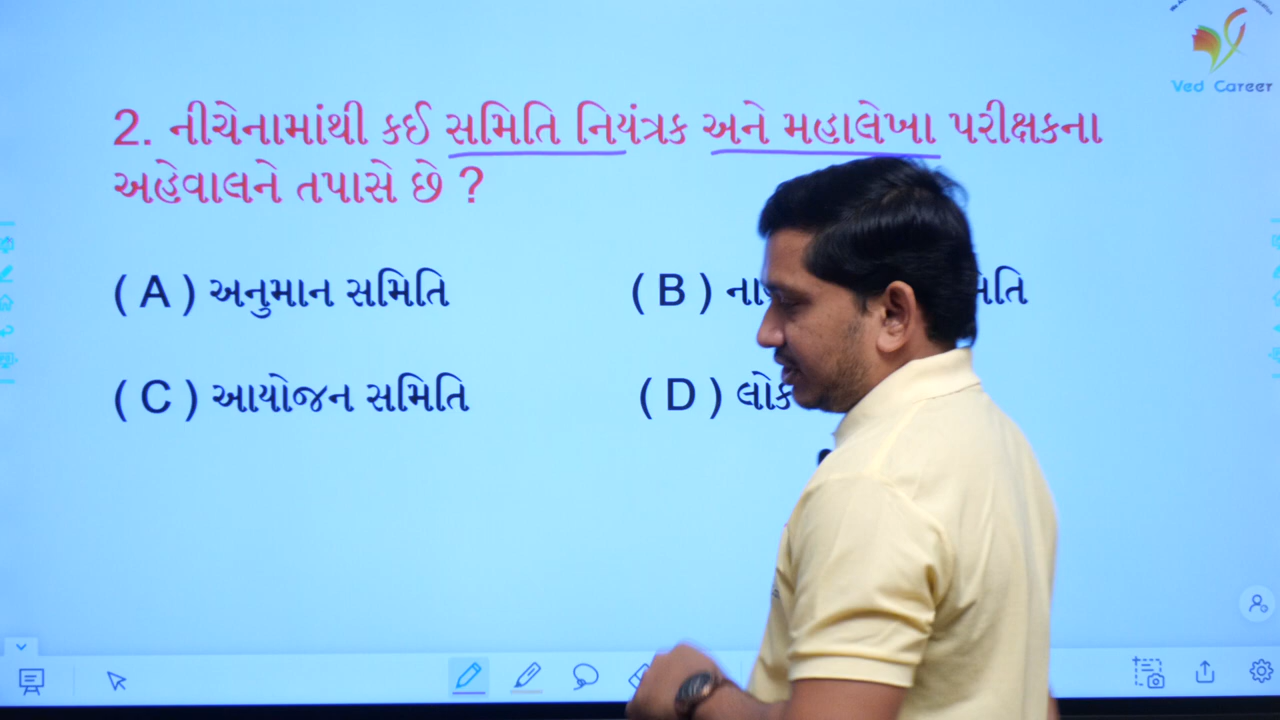 Ved Career
2. નીચેનામાંથી કઈ સમિતિ નિયંત્રક અને મહાલેખા પરીક્ષકના
અહેવાલને તપાસે છે ?
( A ) અનુમાન સમિતિ ( B )
( C ) આયોજન સમિતિ ( D )